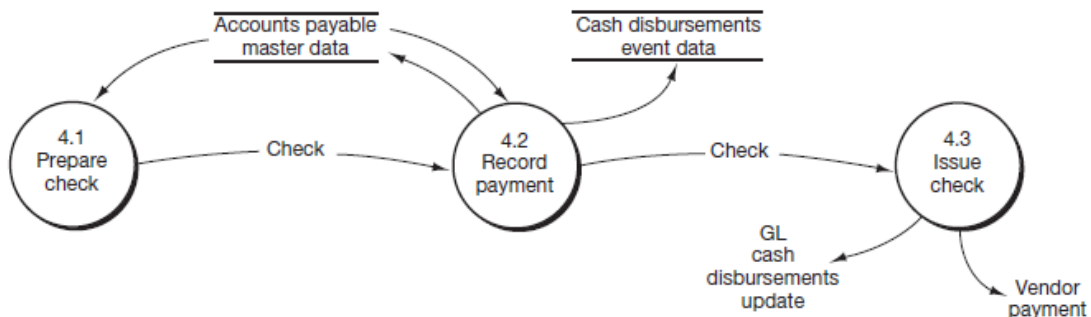 Accounts payable
master data
Cash disbursements
event data
4.1
Prepare
check
Check
4.2
Record
payment
Check
4.3
Issue
check
GL
cash
disbursements
update
Vendor
payment